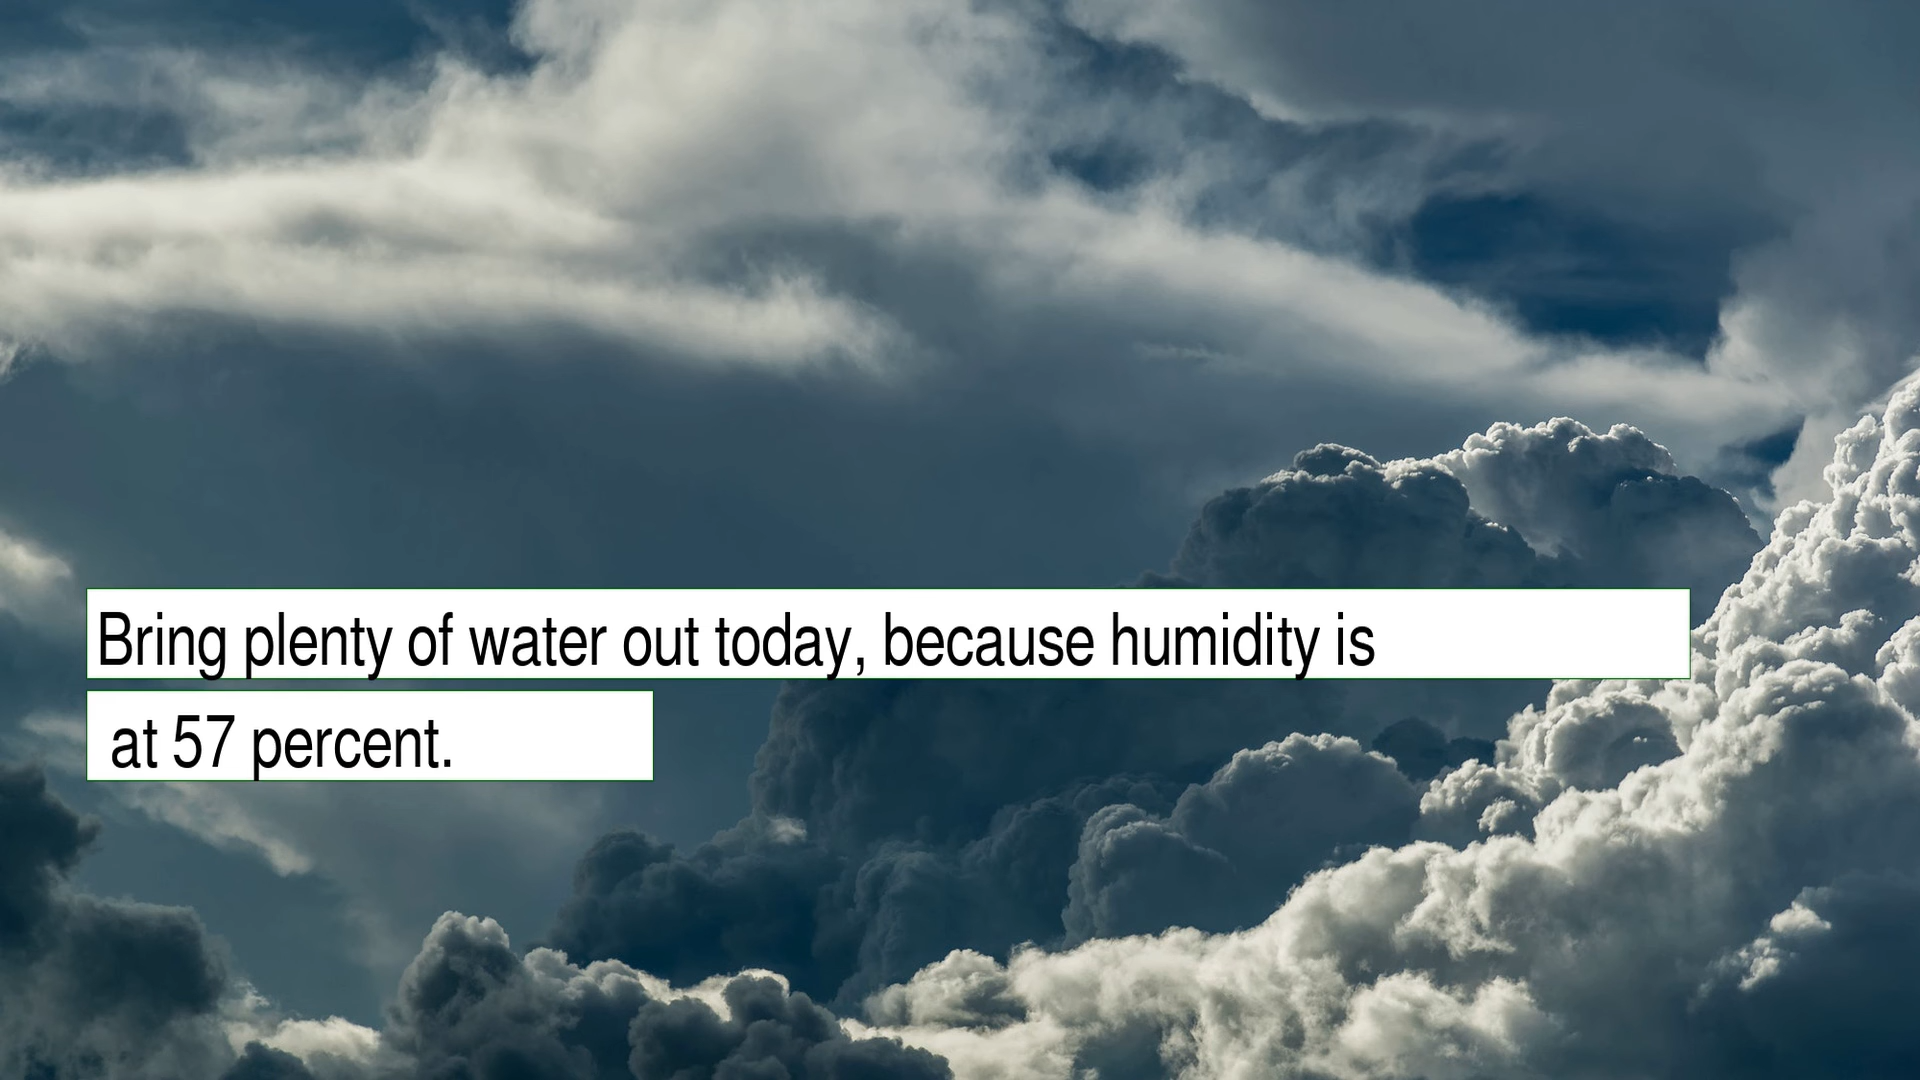 Bring plenty of water out today, because humidity is
at 57 percent.